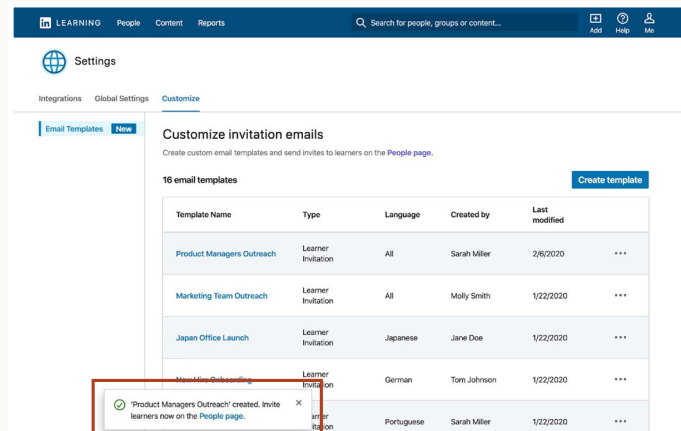 in LEARNING People Content Reports Search for people, groups or content... Add Help Me
Settings
Integrations Global Settings Customize
Email Templates New
Customize invitation emails
Create custom email templates and send invites to learners on the People page.
16 email templates
Create template
Template Name Type Language Created by Last modified
Product Managers Outreach Learner Invitation All Sarah Miller 2/6/2020
Marketing Team Outreach Learner Invitation All Molly Smith 1/22/2020
Japan Office Launch Learner Invitation Japanese Jane Doe 1/22/2020
New Hire Onboarding Learner Invitation German Tom Johnson 1/22/2020
Portuguese Sarah Miller 1/22/2020
'Product Managers Outreach' created. Invite
learners now on the People page.